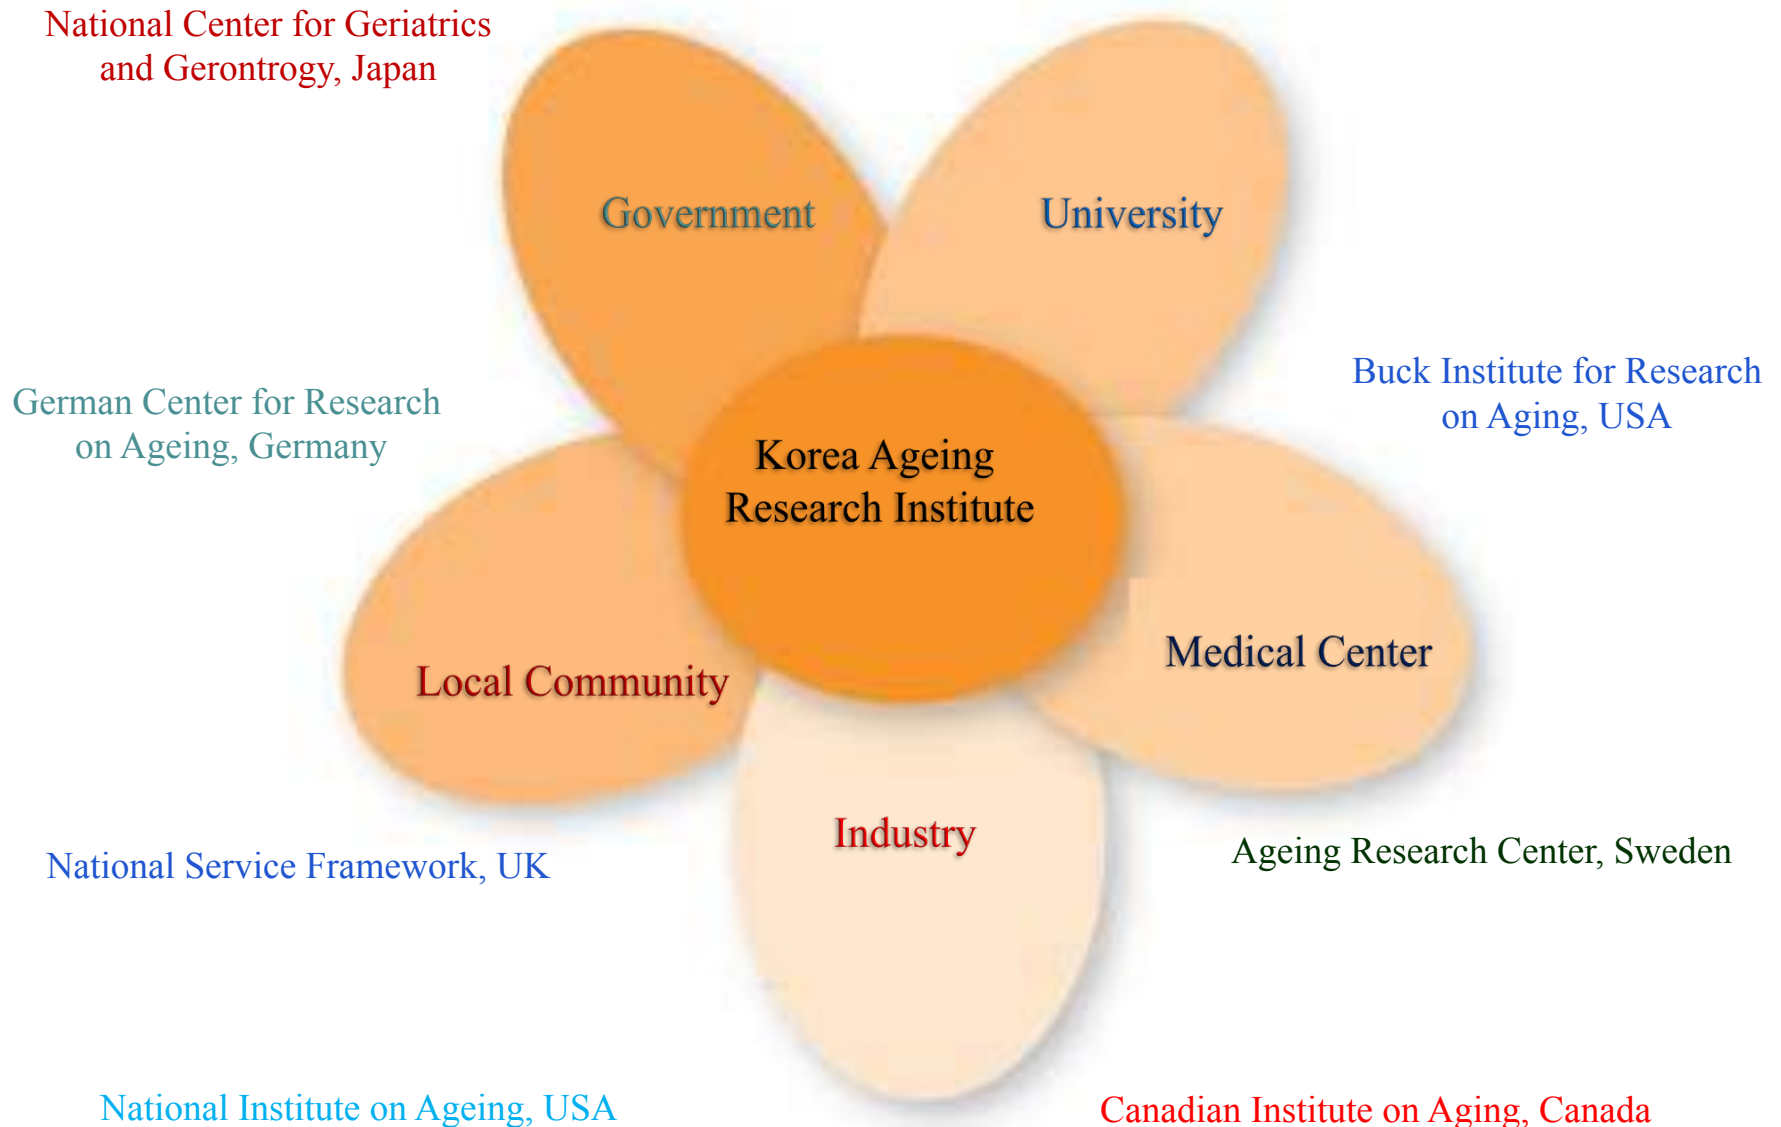 National Center for Geriatrics
and Gerontrogy, Japan
Government
University
Buck Institute for Research
on Aging, USA
German Center for Research
on Ageing, Germany
Korea Ageing
Research Institute
Medical Center
Local Community
Industry
Ageing Research Center, Sweden
National Service Framework, UK
National Institute on Ageing, USA
Canadian Institute on Aging, Canada